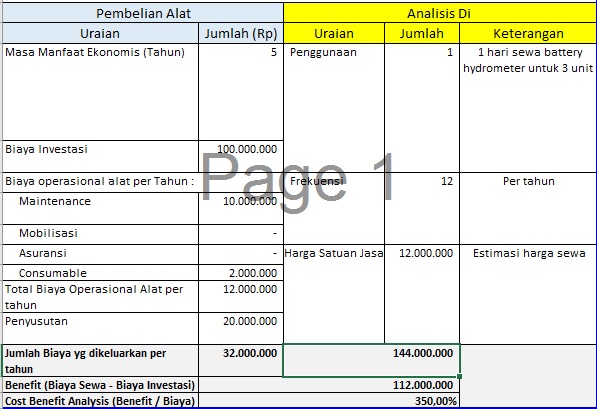 Pembelian Alat Analisis Di
Uraian Jumlah (Rp) Uraian Jumlah Keterangan
Masa Manfaat Ekonomis (Tahun) 5 Penggunaan 1 1 hari sewa battery
hydrometer untuk 3 unit
Biaya Investasi 100.000.000
Page 1
Biaya operasional alat per Tahun : Frekuensi 12 Per tahun
Maintenance 10.000.000
Mobilisasi -
Asuransi - Harga Satuan Jasa 12.000.000 Estimasi harga sewa
Consumable 2.000.000
Total Biaya Operasional Alat per 12.000.000
tahun
Penyusutan 20.000.000
Jumlah Biaya yg dikeluarkan per 32.000.000 144.000.000
tahun
Benefit (Biaya Sewa - Biaya Investasi) 112.000.000
Cost Benefit Analysis (Benefit / Biaya) 350,00%